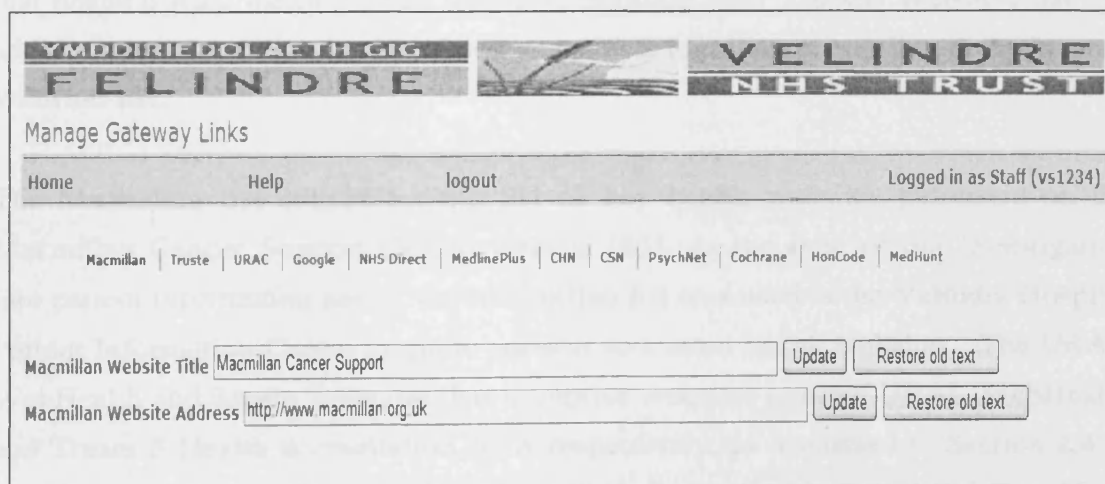 YMDDIRIEDOLAETH GIG
FELINDRE
VELINDRE
NHS TRUST
Manage Gateway Links
Home Help logout Logged in as Staff (vs1234)
Macmillan | Truste | URAC | Google | NHS Direct | MedlinePlus | CHN | CSN | PsychNet | Cochrane | HonCode | MedHunt
Macmillan Website Title Macmillan Cancer Support Update Restore old text
Macmillan Website Address http://www.macmillan.org.uk Update Restore old text